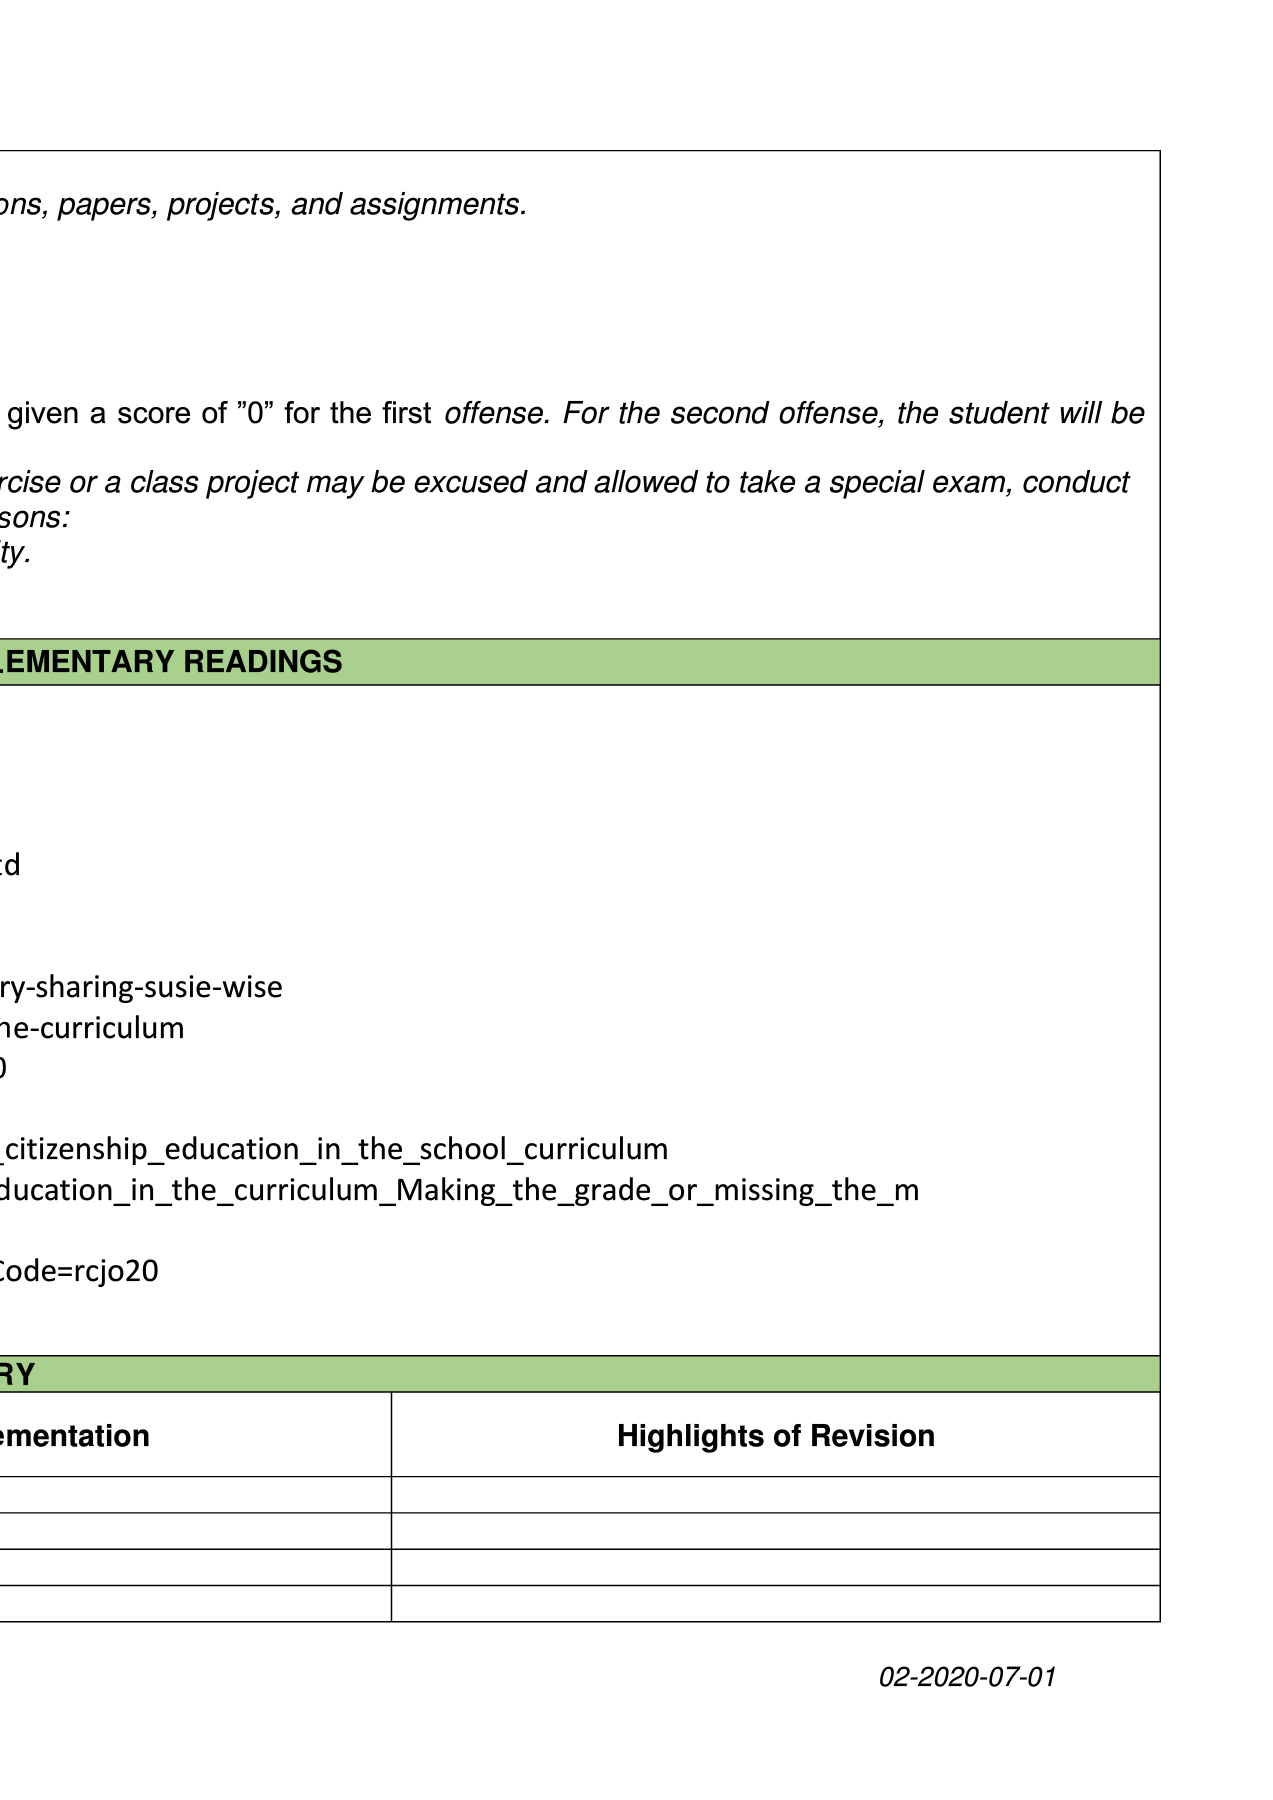 ons, papers, projects, and assignments.
given a score of ”0” for the first offense. For the second offense, the student will be
rcise or a class project may be excused and allowed to take a special exam, conduct
sons:
ity.
LEMENTARY READINGS
td
ry-sharing-susie-wise
he-curriculum
0
_citizenship_education_in_the_school_curriculum
ducation_in_the_curriculum_Making_the_grade_or_missing_the_m
Code=rcjo20
RY
ementation
Highlights of Revision
02-2020-07-01